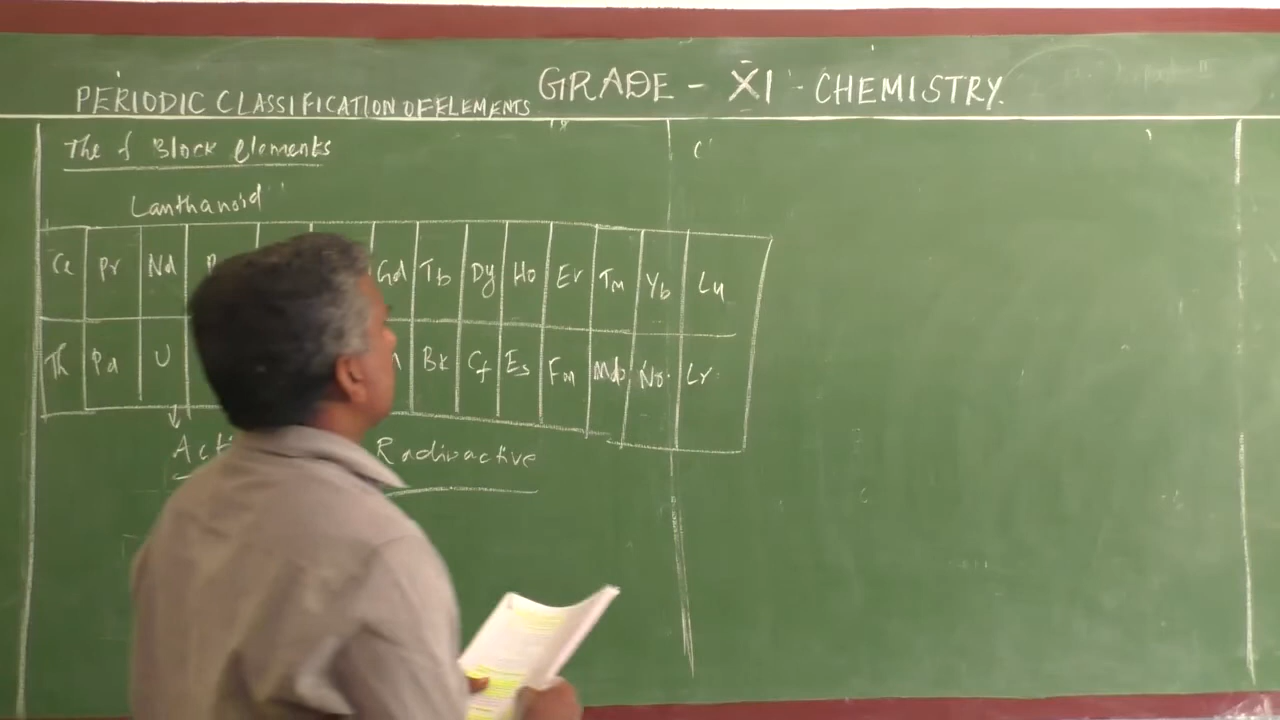 PERIODIC CLASSIFICATION OF ELEMENTS GRADE - XI - CHEMISTRY.
The f Block elements
Lanthanoid
Ce Pr Nd P Gd Tb Dy Ho Er Tm Yb Lu
Th Pa U Bk Cf Es Fm Md No Lr
Acti Radioactive